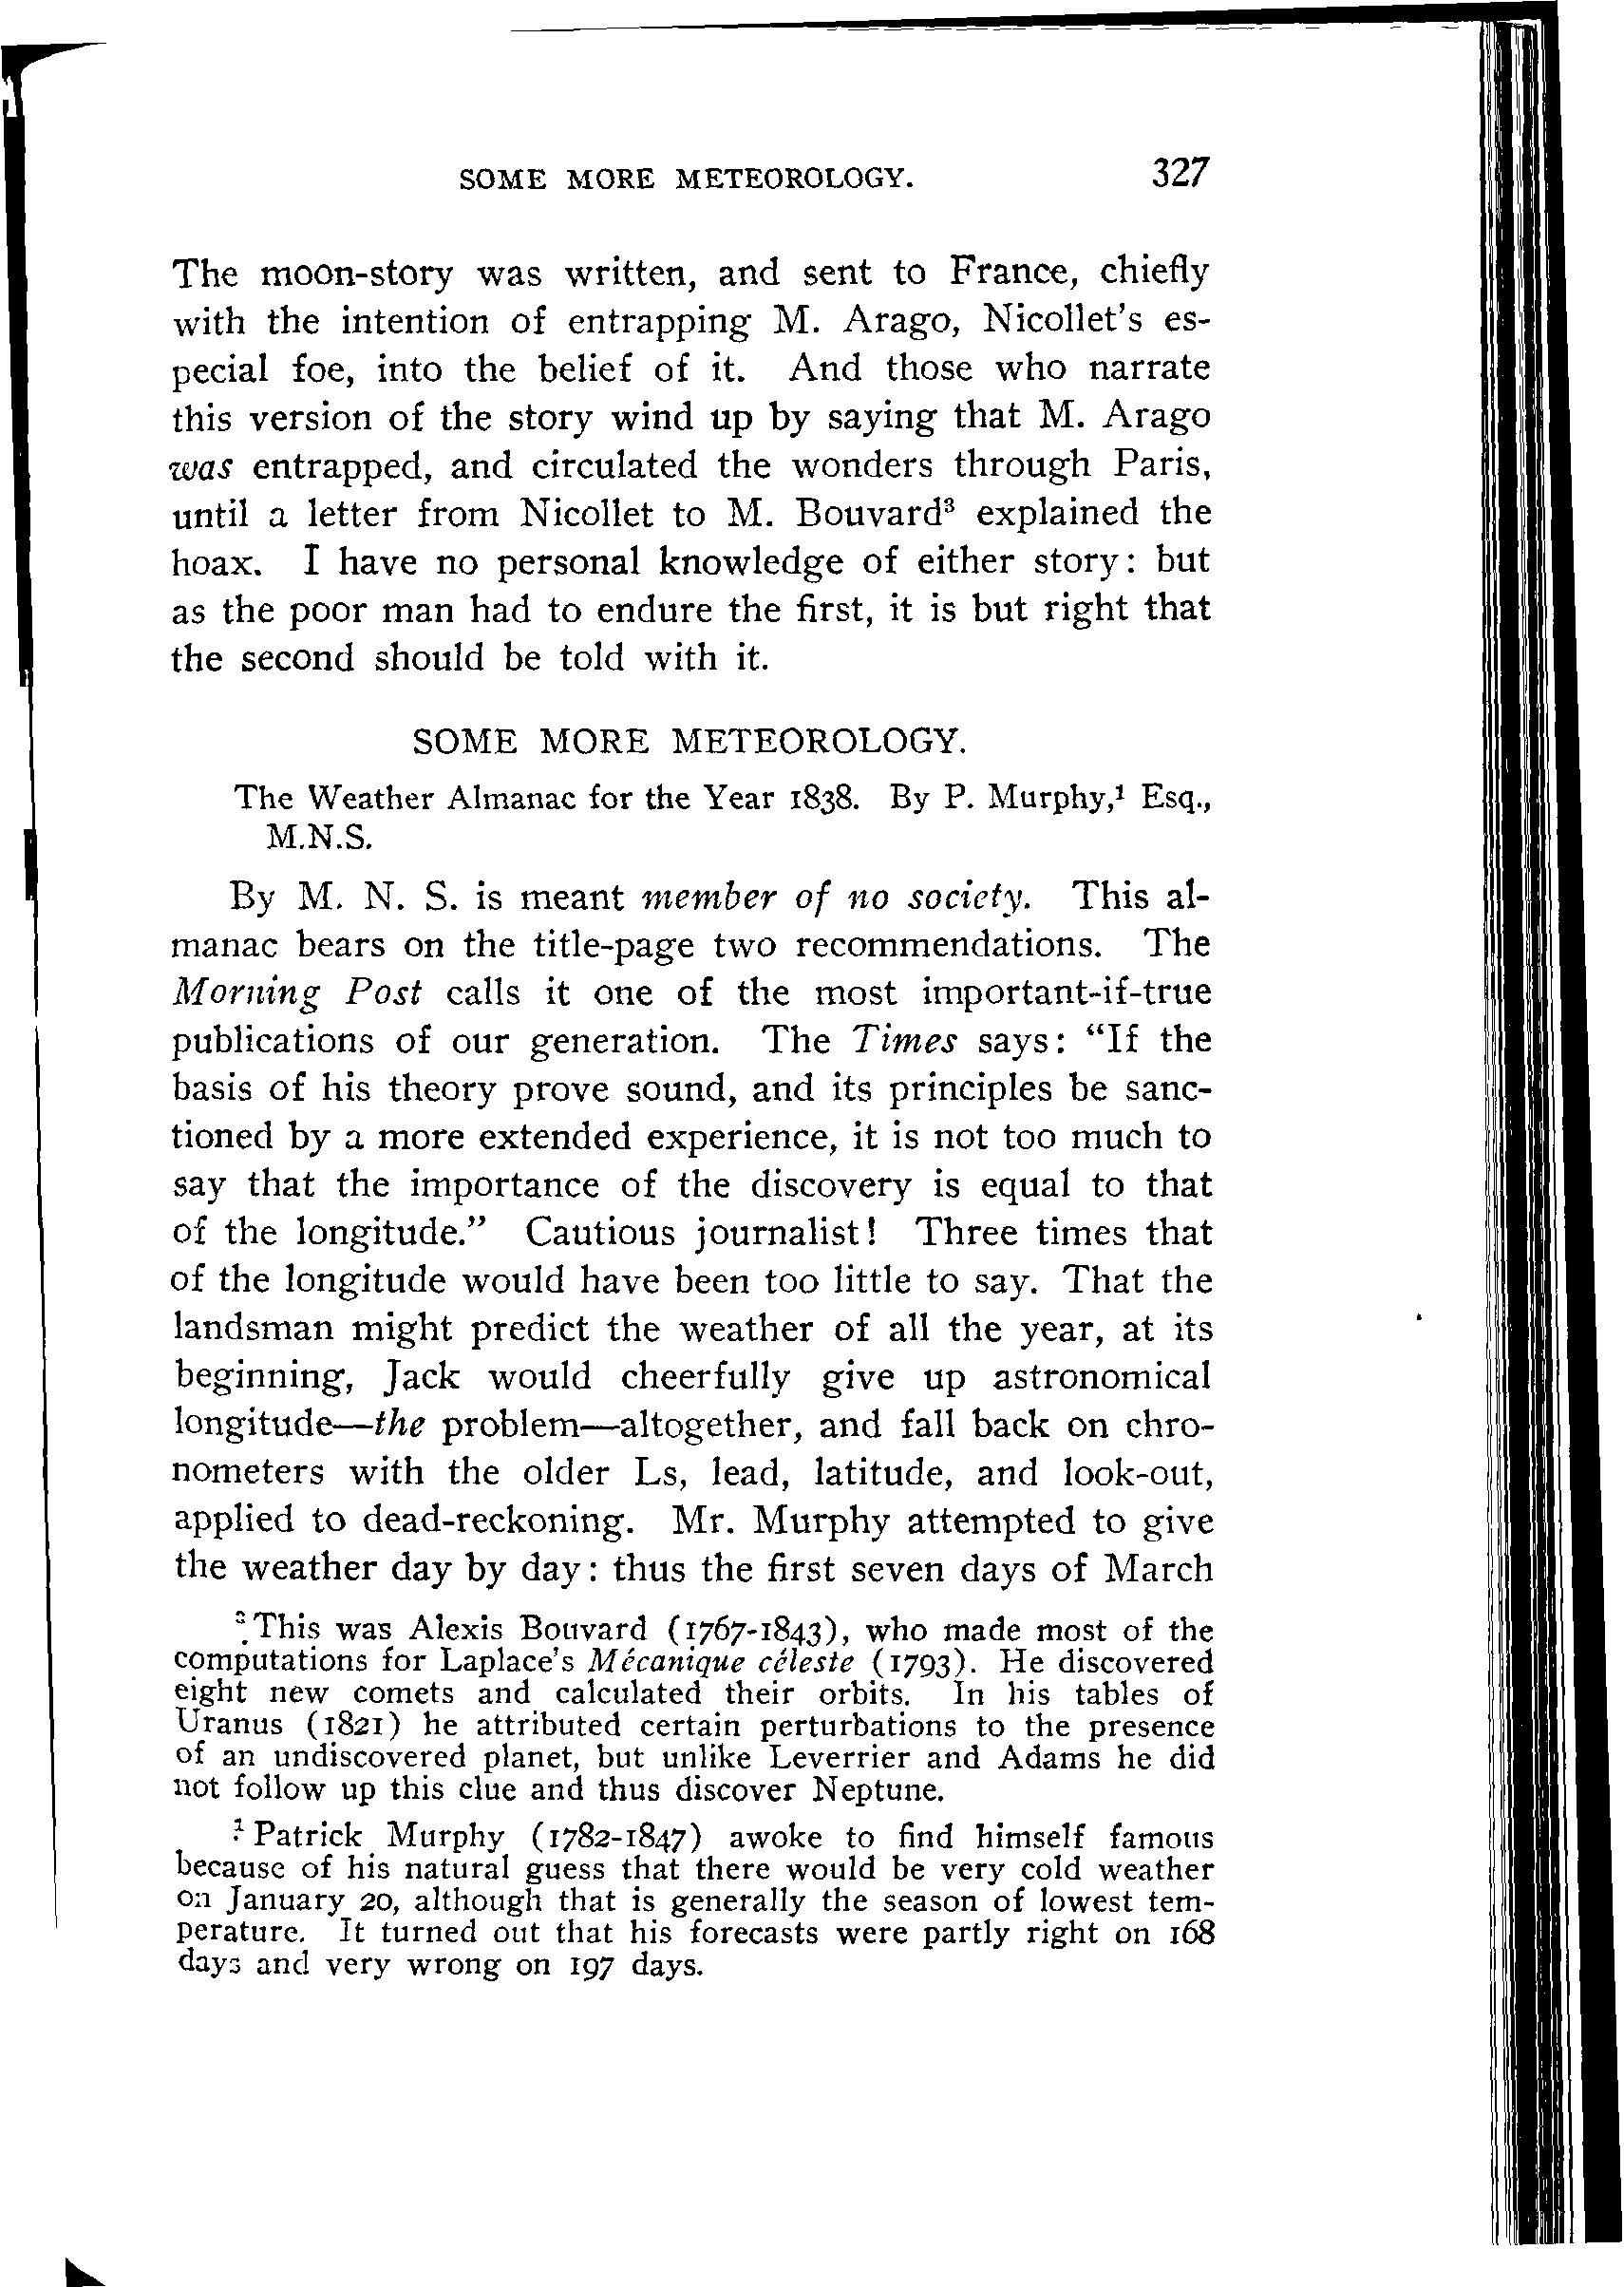 SOME MORE METEOROLOGY. 327
The moon-story was written, and sent to France, chiefly
with the intention of entrapping M. Arago, Nicollet's es-
pecial foe, into the belief of it. And those who narrate
this version of the story wind up by saying that M. Arago
was entrapped, and circulated the wonders through Paris,
until a letter from Nicollet to M. Bouvard³ explained the
hoax. I have no personal knowledge of either story: but
as the poor man had to endure the first, it is but right that
the second should be told with it.
SOME MORE METEOROLOGY.
The Weather Almanac for the Year 1838. By P. Murphy,¹ Esq.,
M.N.S.
By M. N. S. is meant member of no society. This al-
manac bears on the title-page two recommendations. The
Morning Post calls it one of the most important-if-true
publications of our generation. The Times says: “If the
basis of his theory prove sound, and its principles be sanc-
tioned by a more extended experience, it is not too much to
say that the importance of the discovery is equal to that
of the longitude.” Cautious journalist! Three times that
of the longitude would have been too little to say. That the
landsman might predict the weather of all the year, at its
beginning, Jack would cheerfully give up astronomical
longitude—the problem—altogether, and fall back on chro-
nometers with the older Ls, lead, latitude, and look-out,
applied to dead-reckoning. Mr. Murphy attempted to give
the weather day by day: thus the first seven days of March
³ This was Alexis Bouvard (1767-1843), who made most of the
computations for Laplace's Mécanique céleste (1793). He discovered
eight new comets and calculated their orbits. In his tables of
Uranus (1821) he attributed certain perturbations to the presence
of an undiscovered planet, but unlike Leverrier and Adams he did
not follow up this clue and thus discover Neptune.
¹ Patrick Murphy (1782-1847) awoke to find himself famous
because of his natural guess that there would be very cold weather
on January 20, although that is generally the season of lowest tem-
perature. It turned out that his forecasts were partly right on 168
days and very wrong on 197 days.